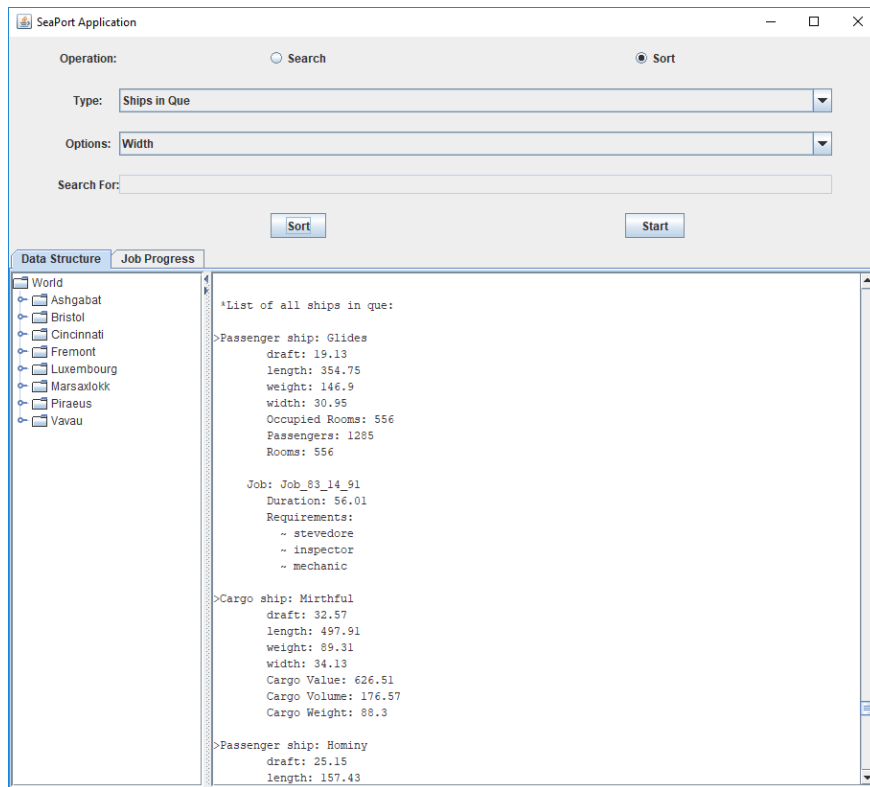 SeaPort Application
Operation: Search Sort
Type: Ships in Que
Options: Width
Search For:
Sort Start
Data Structure Job Progress
World
Ashgabat
Bristol
Cincinnati
Fremont
Luxembourg
Marsaxlokk
Piraeus
Vavau
*List of all ships in que:
>Passenger ship: Glides
draft: 19.13
length: 354.75
weight: 146.9
width: 30.95
Occupied Rooms: 556
Passengers: 1285
Rooms: 556
Job: Job_83_14_91
Duration: 56.01
Requirements:
~ stevedore
~ inspector
~ mechanic
>Cargo ship: Mirthful
draft: 32.57
length: 497.91
weight: 89.31
width: 34.13
Cargo Value: 626.51
Cargo Volume: 176.57
Cargo Weight: 88.3
>Passenger ship: Hominy
draft: 25.15
length: 157.43